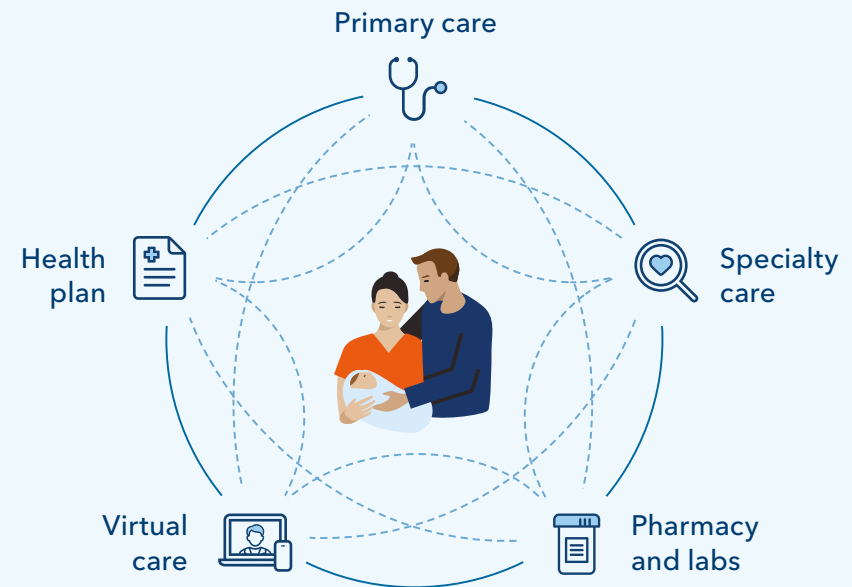 Primary care
Health
plan
Specialty
care
Virtual
care
Pharmacy
and labs